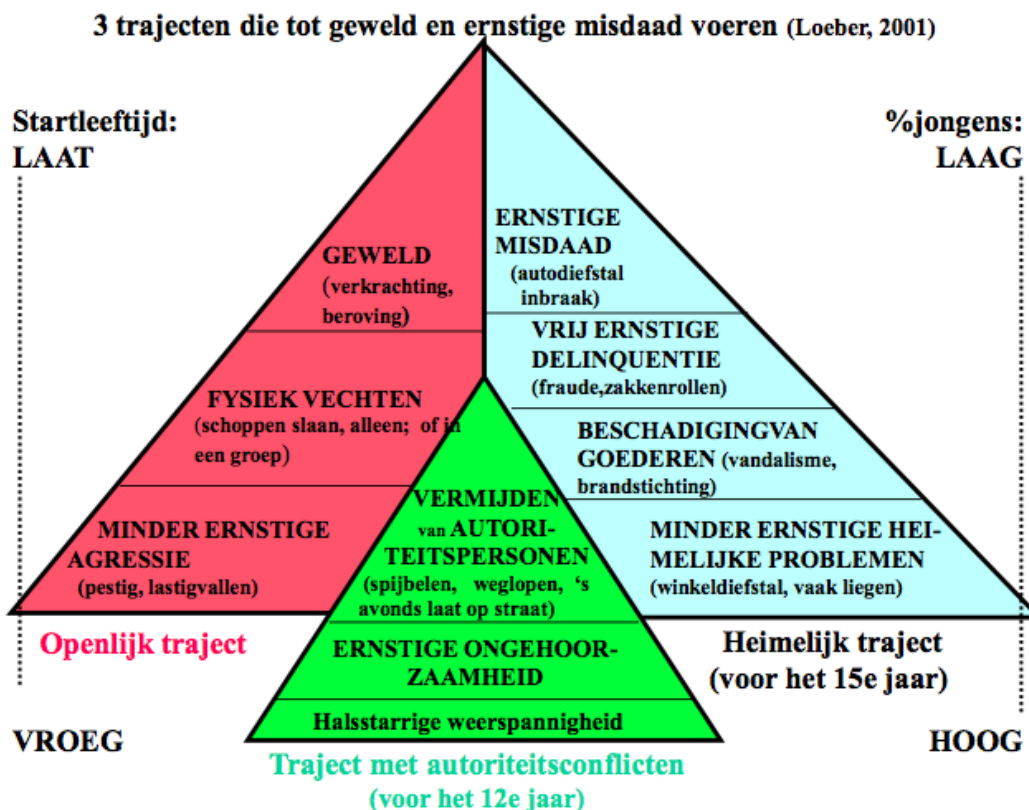 3 trajecten die tot geweld en ernstige misdaad voeren (Loeber, 2001)
Startleeftijd:
LAAT
%jongens:
LAAG
GEWELD
(verkrachting,
beroving)
FYSIEK VECHTEN
(schoppen slaan, alleen; of in
een groep)
MINDER ERNSTIGE
AGRESSIE
(pestig, lastigvallen)
Openlijk traject
ERNSTIGE
MISDAAD
(autodiefstal
inbraak)
VRIJ ERNSTIGE
DELINQUENTIE
(fraude,zakkenrollen)
BESCHADIGINGVAN
GOEDEREN (vandalisme,
brandstichting)
MINDER ERNSTIGE HEI-
MELIJKE PROBLEMEN
(winkeldiefstal, vaak liegen)
Heimelijk traject
(voor het 15e jaar)
VERMIJDEN
van AUTORI-
TEITSPERSONEN
(spijbelen, weglopen, ‘s
avonds laat op straat)
ERNSTIGE ONGEHOOR-
ZAAMHEID
Halsstarrige weerspannigheid
VROEG
HOOG
Traject met autoriteitsconflicten
(voor het 12e jaar)